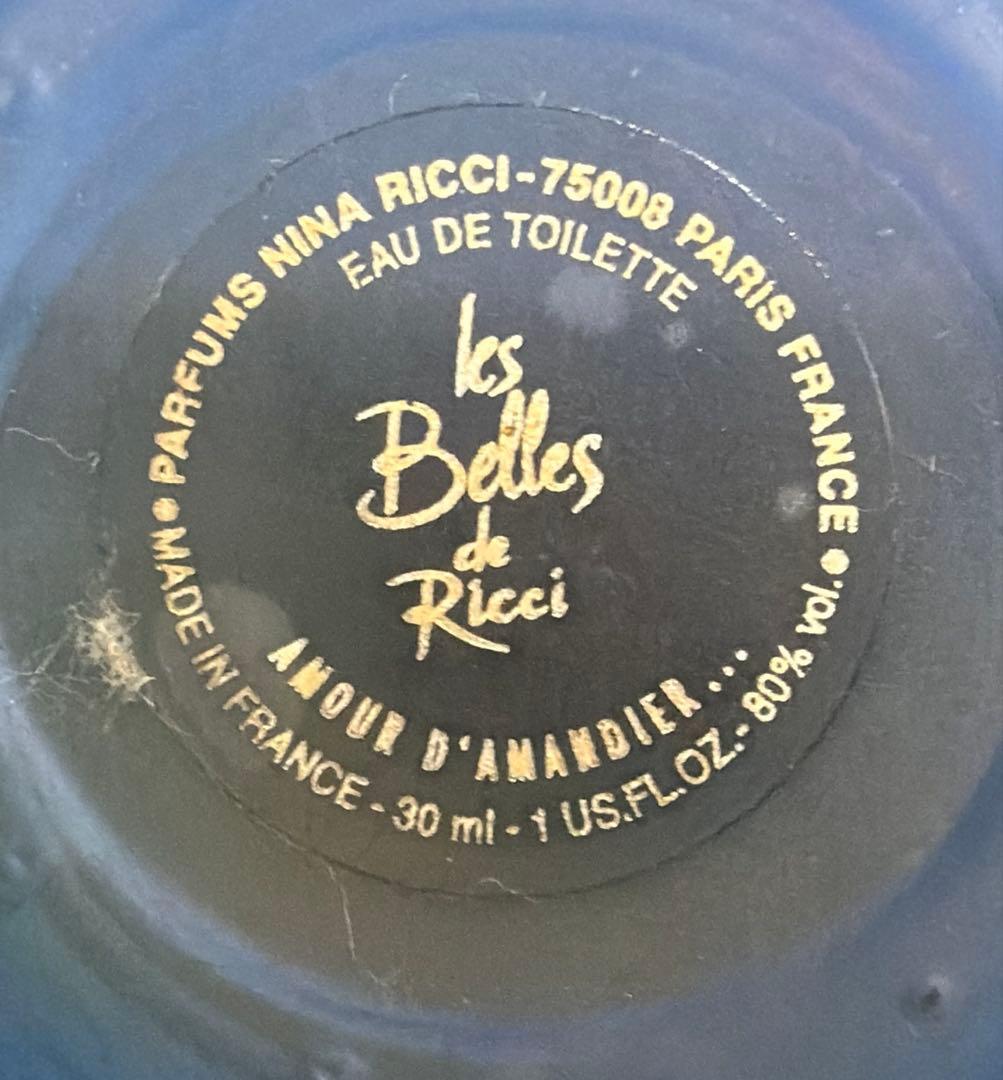 • PARFUMS NINA RICCI-75008 PARIS FRANCE •
EAU DE TOILETTE
les
Belles
de
Ricci
AMOUR D'AMANDIER...
MADE IN FRANCE - 30 ml - 1 US.FL.OZ.- 80% vol.